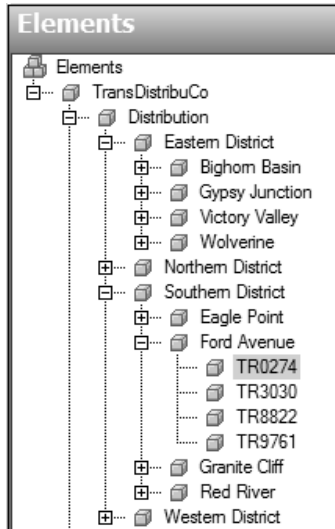 Elements
Elements
TransDistribuCo
Distribution
Eastern District
Bighorn Basin
Gypsy Junction
Victory Valley
Wolverine
Northern District
Southern District
Eagle Point
Ford Avenue
TR0274
TR3030
TR8822
TR9761
Granite Cliff
Red River
Western District